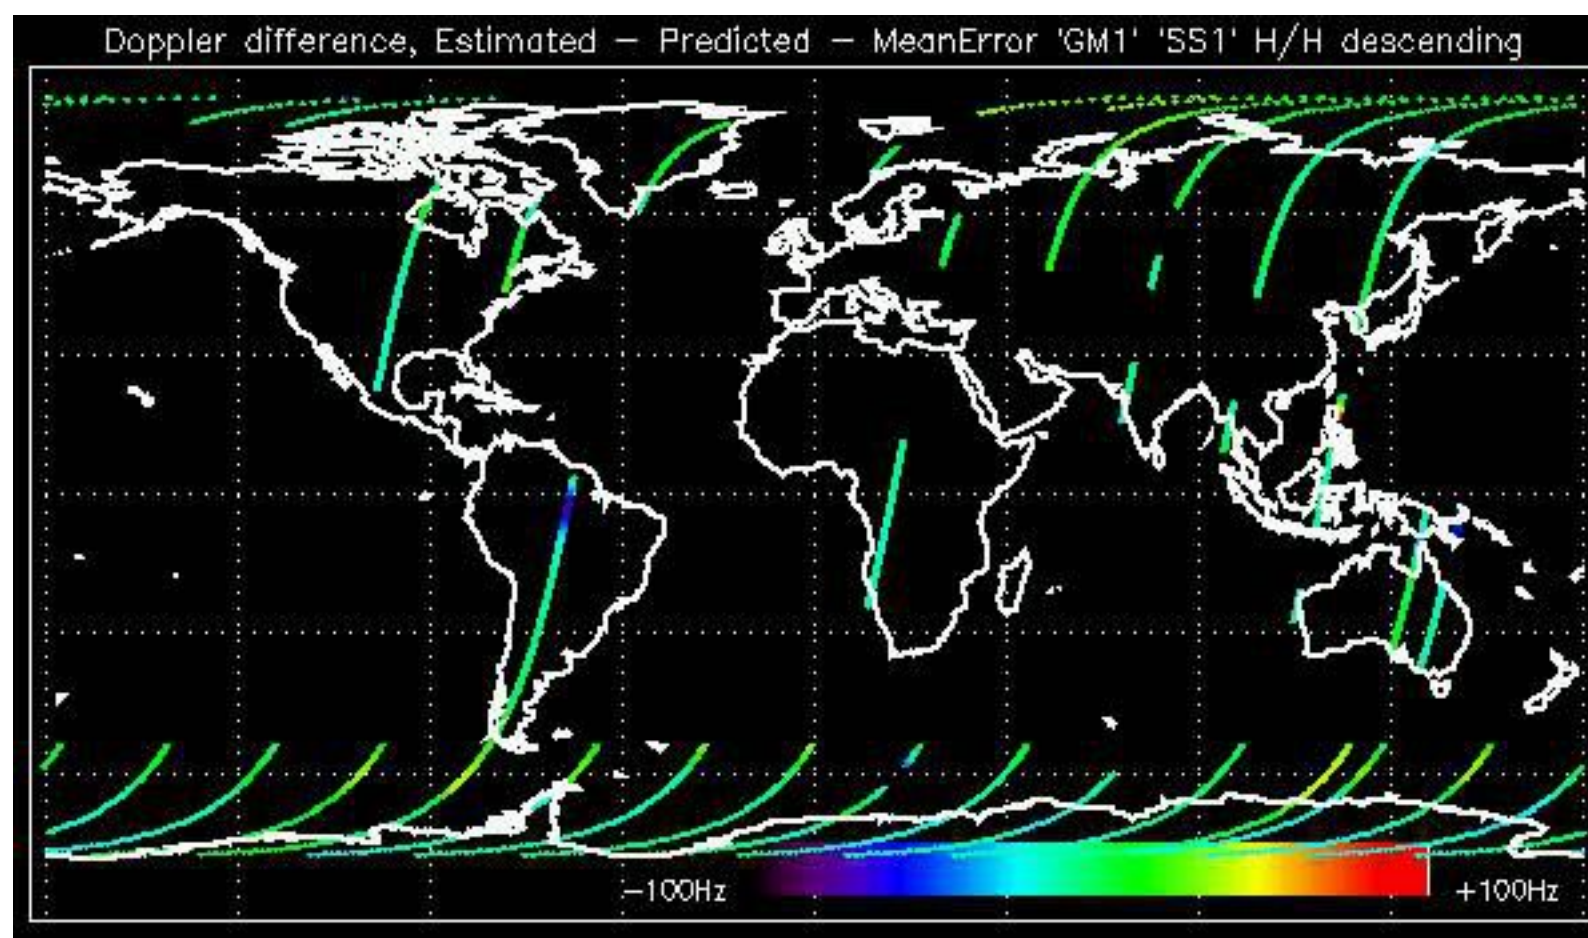 Doppler difference, Estimated – Predicted – MeanError 'GM1' 'SS1' H/H descending
–100Hz +100Hz